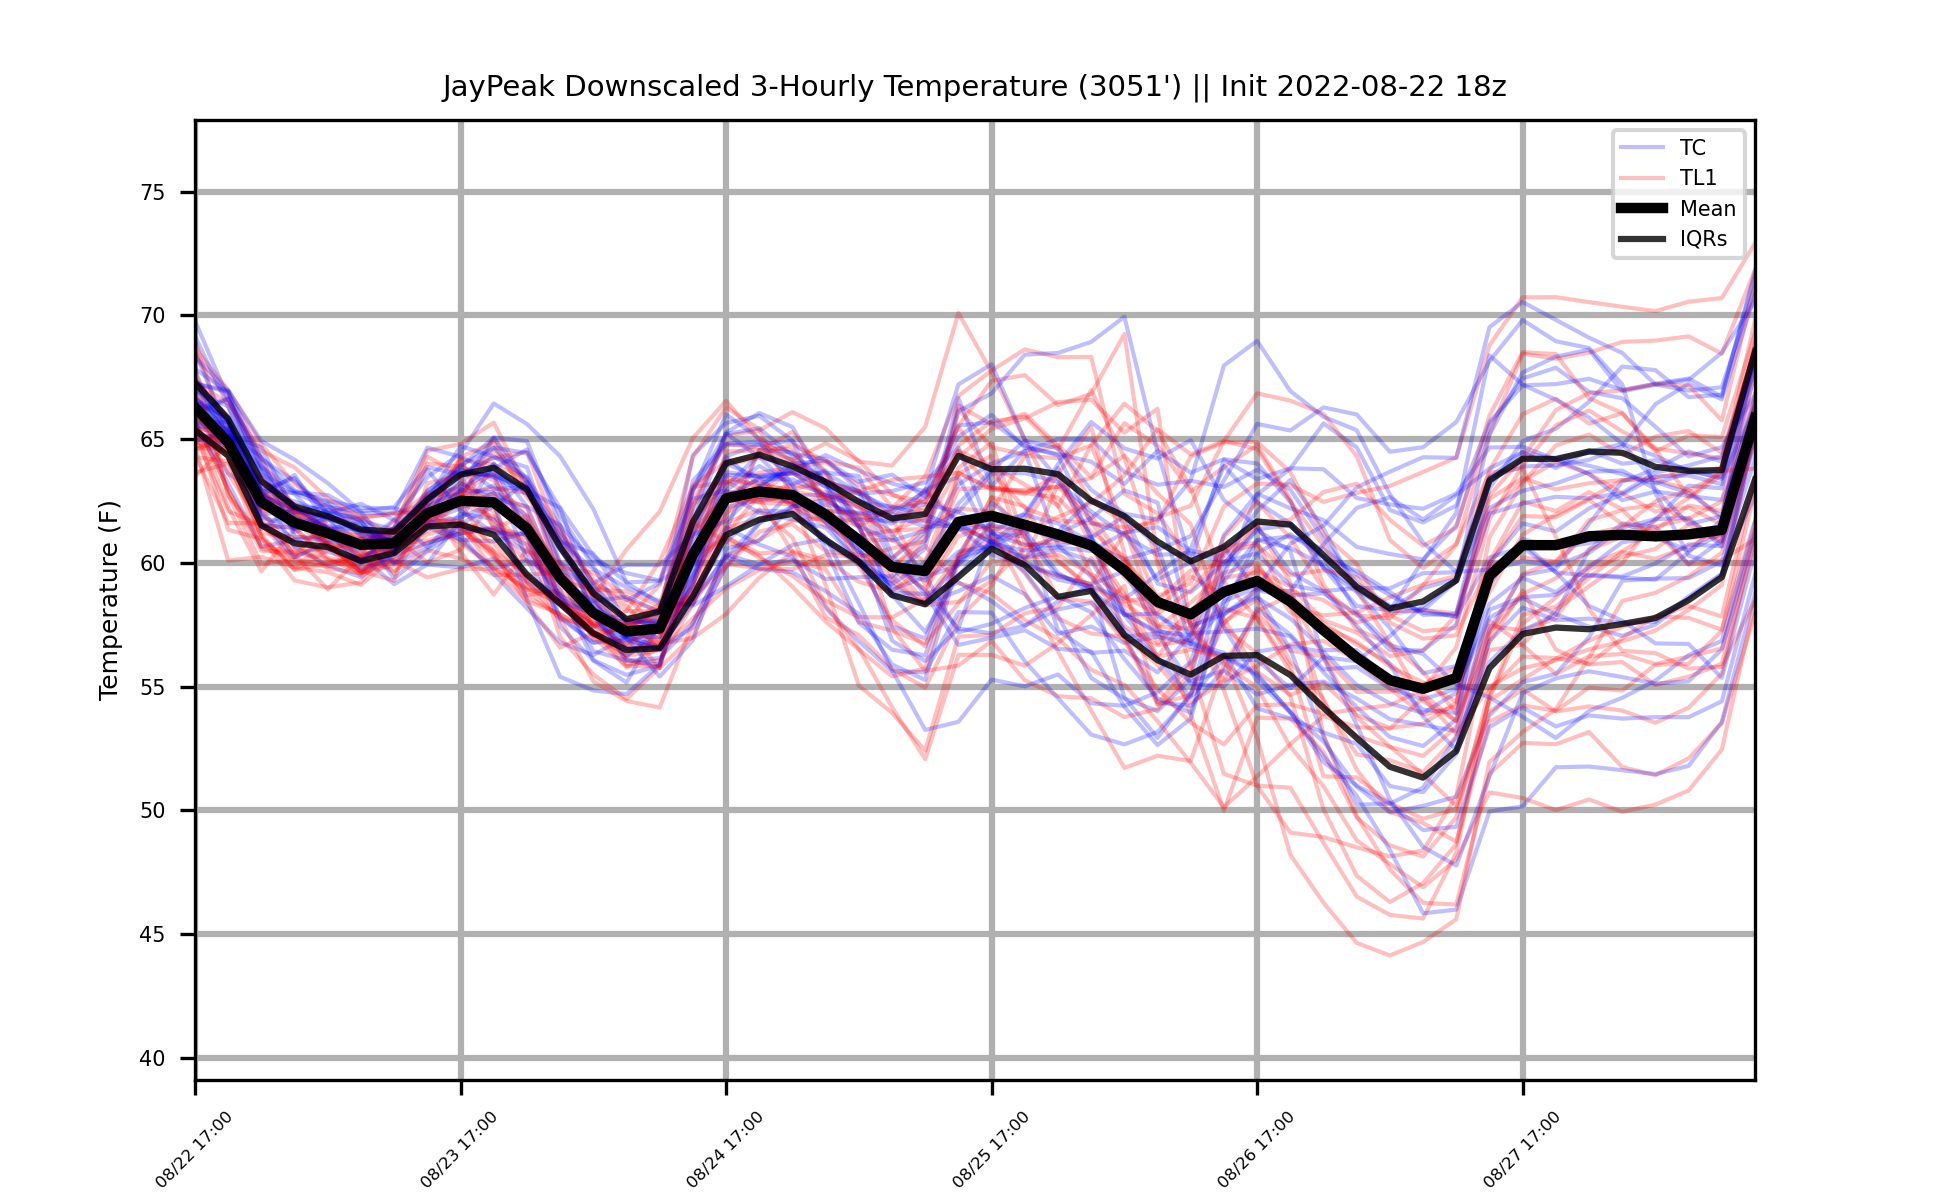 JayPeak Downscaled 3-Hourly Temperature (3051') || Init 2022-08-22 18z
TC
TL1
Mean
IQRs
Temperature (F)
75
70
65
60
55
50
45
40
08/22 17:00
08/23 17:00
08/24 17:00
08/25 17:00
08/26 17:00
08/27 17:00